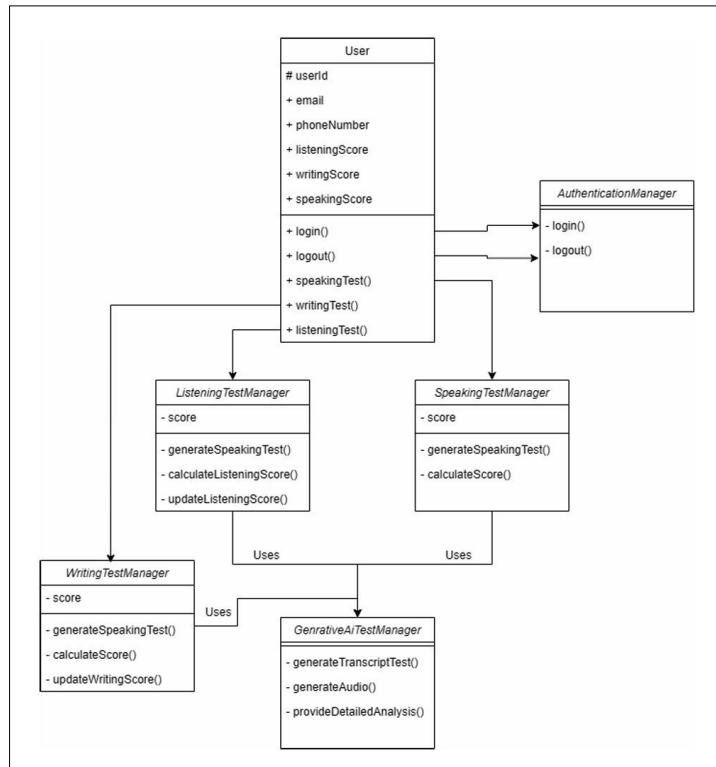 User
# userId
+ email
+ phoneNumber
+ listeningScore
+ writingScore
+ speakingScore
+ login()
+ logout()
+ speakingTest()
+ writingTest()
+ listeningTest()
AuthenticationManager
- login()
- logout()
ListeningTestManager
- score
- generateSpeakingTest()
- calculateListeningScore()
- updateListeningScore()
SpeakingTestManager
- score
- generateSpeakingTest()
- calculateScore()
Uses
Uses
WritingTestManager
- score
- generateSpeakingTest()
- calculateScore()
- updateWritingScore()
Uses
GenrativeAiTestManager
- generateTranscriptTest()
- generateAudio()
- provideDetailedAnalysis()